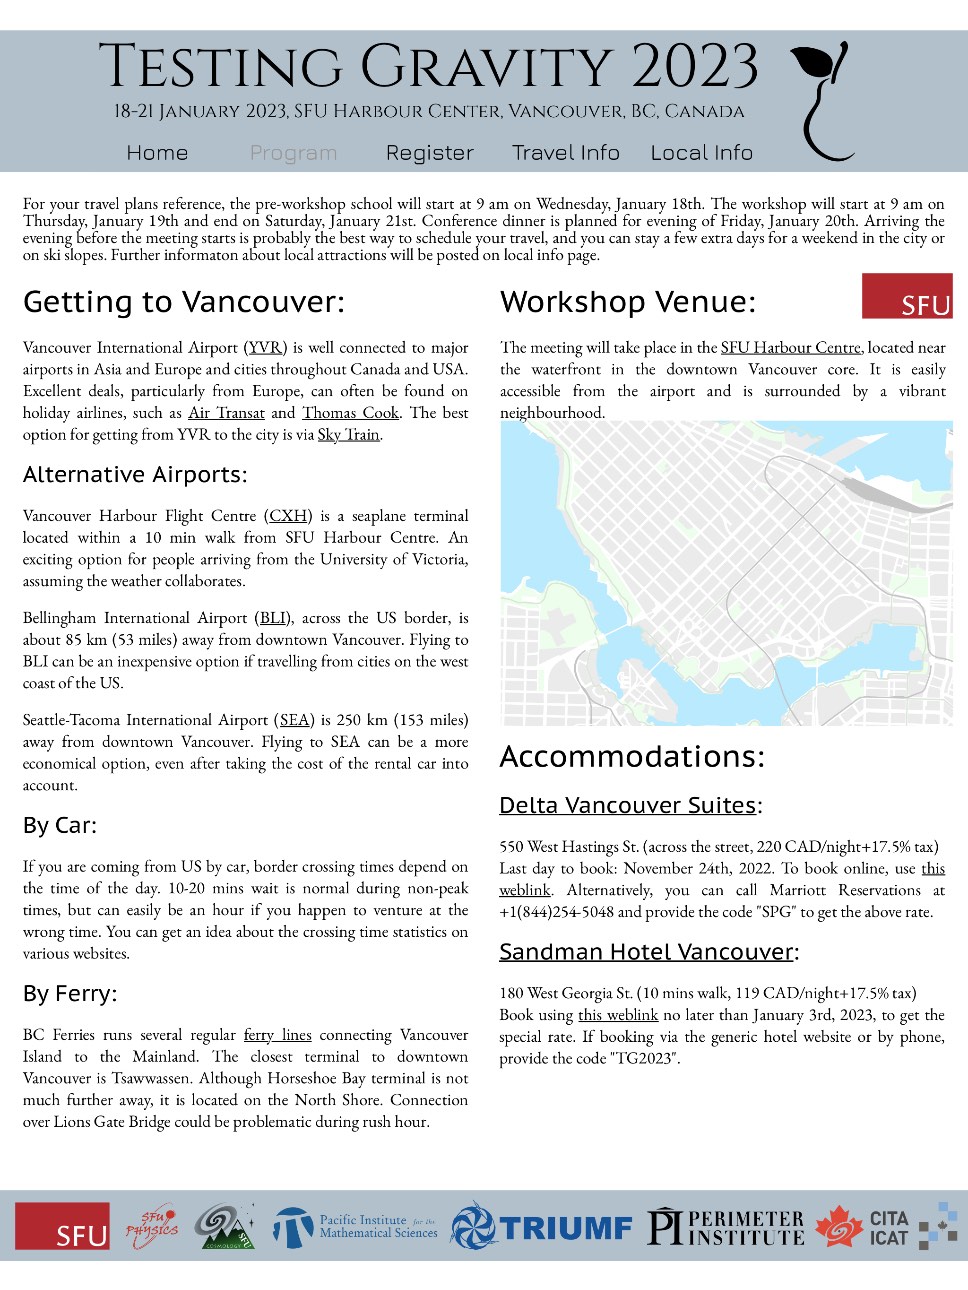 TESTING GRAVITY 2023
18-21 JANUARY 2023, SFU HARBOUR CENTER, VANCOUVER, BC, CANADA
Home Program Register Travel Info Local Info
For your travel plans reference, the pre-workshop school will start at 9 am on Wednesday, January 18th. The workshop will start at 9 am on
Thursday, January 19th and end on Saturday, January 21st. Conference dinner is planned for evening of Friday, January 20th. Arriving the
evening before the meeting starts is probably the best way to schedule your travel, and you can stay a few extra days for a weekend in the city or
on ski slopes. Further informaton about local attractions will be posted on local info page.
Getting to Vancouver:
Vancouver International Airport (YVR) is well connected to major
airports in Asia and Europe and cities throughout Canada and USA.
Excellent deals, particularly from Europe, can often be found on
holiday airlines, such as Air Transat and Thomas Cook. The best
option for getting from YVR to the city is via Sky Train.
Alternative Airports:
Vancouver Harbour Flight Centre (CXH) is a seaplane terminal
located within a 10 min walk from SFU Harbour Centre. An
exciting option for people arriving from the University of Victoria,
assuming the weather collaborates.
Bellingham International Airport (BLI), across the US border, is
about 85 km (53 miles) away from downtown Vancouver. Flying to
BLI can be an inexpensive option if travelling from cities on the west
coast of the US.
Seattle-Tacoma International Airport (SEA) is 250 km (153 miles)
away from downtown Vancouver. Flying to SEA can be a more
economical option, even after taking the cost of the rental car into
account.
By Car:
If you are coming from US by car, border crossing times depend on
the time of the day. 10-20 mins wait is normal during non-peak
times, but can easily be an hour if you happen to venture at the
wrong time. You can get an idea about the crossing time statistics on
various websites.
By Ferry:
BC Ferries runs several regular ferry lines connecting Vancouver
Island to the Mainland. The closest terminal to downtown
Vancouver is Tsawwassen. Although Horseshoe Bay terminal is not
much further away, it is located on the North Shore. Connection
over Lions Gate Bridge could be problematic during rush hour.
Workshop Venue:
SFU
The meeting will take place in the SFU Harbour Centre, located near
the waterfront in the downtown Vancouver core. It is easily
accessible from the airport and is surrounded by a vibrant
neighbourhood.
Accommodations:
Delta Vancouver Suites:
550 West Hastings St. (across the street, 220 CAD/night+17.5% tax)
Last day to book: November 24th, 2022. To book online, use this
weblink. Alternatively, you can call Marriott Reservations at
+1(844)254-5048 and provide the code "SPG" to get the above rate.
Sandman Hotel Vancouver:
180 West Georgia St. (10 mins walk, 119 CAD/night+17.5% tax)
Book using this weblink no later than January 3rd, 2023, to get the
special rate. If booking via the generic hotel website or by phone,
provide the code "TG2023".
SFU
SFU
PHYSICS
COSMOLOGY
SFU
Pacific Institute for the
Mathematical Sciences
TRIUMF
PI PERIMETER
INSTITUTE
CITA
ICAT